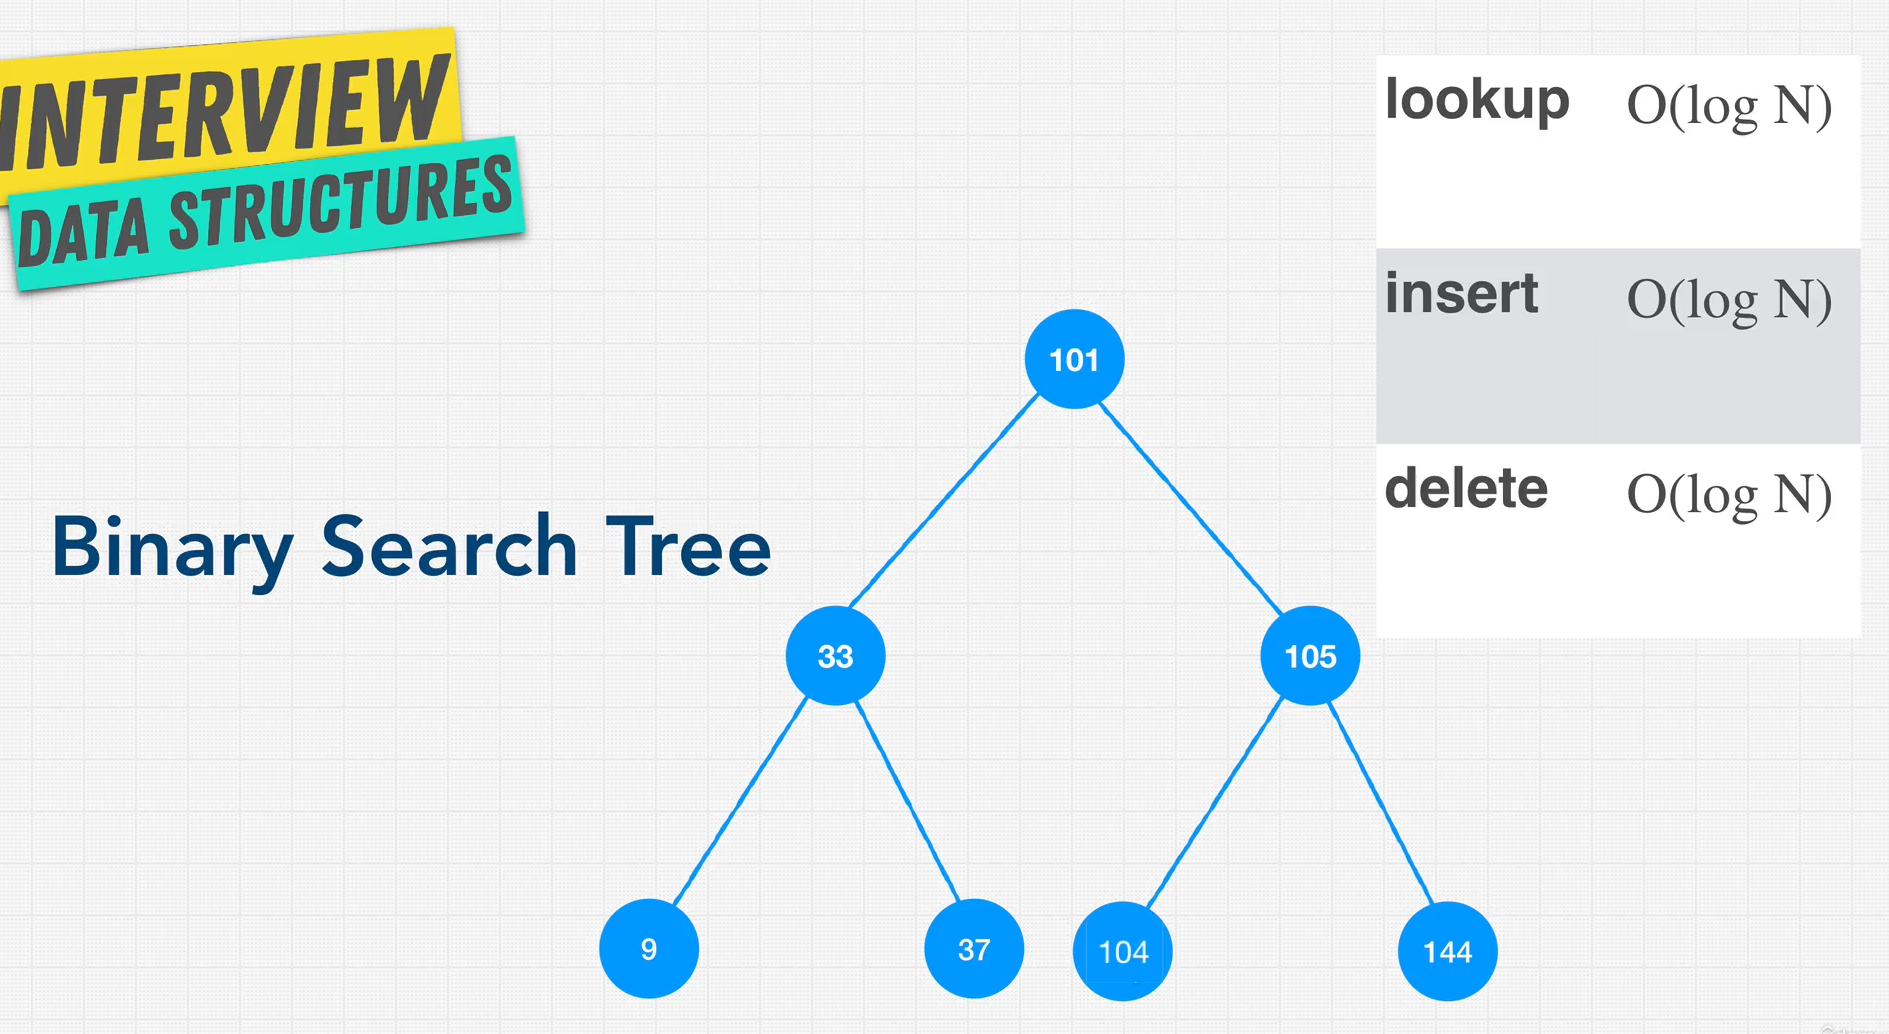 INTERVIEW
DATA STRUCTURES
lookup O(log N)
insert O(log N)
delete O(log N)
Binary Search Tree
101
33 105
9 37 104 144